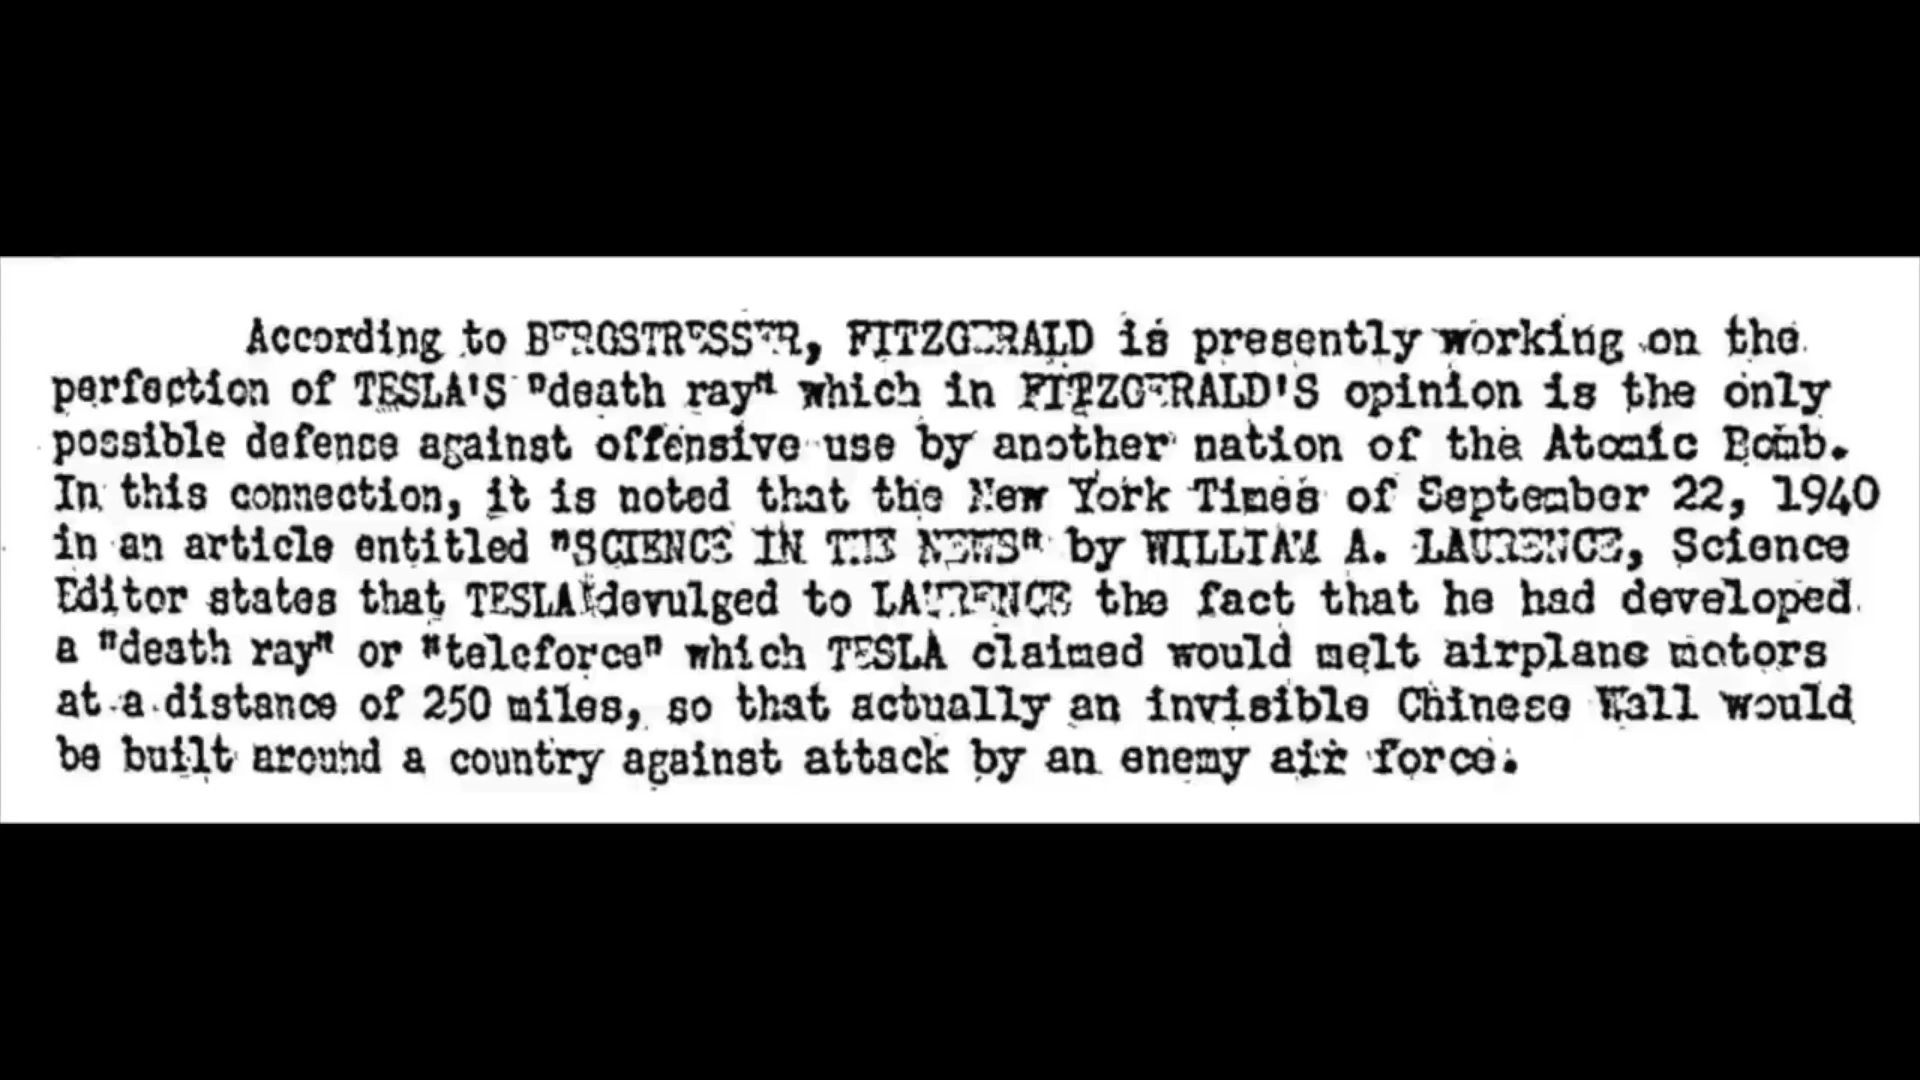 According to BERGSTRESSER, FITZGERALD is presently working on the
perfection of TESLA'S "death ray" which in FITZGERALD'S opinion is the only
possible defense against offensive use by another nation of the Atomic Bomb.
In this connection, it is noted that the New York Times of September 22, 1940
in an article entitled "SCIENCE IN THE NEWS" by WILLIAM A. LAURENCE, Science
Editor states that TESLA devulged to LAURENCE the fact that he had developed
a "death ray" or "teleforce" which TESLA claimed would melt airplane motors
at a distance of 250 miles, so that actually an invisible Chinese Wall would
be built around a country against attack by an enemy air force.